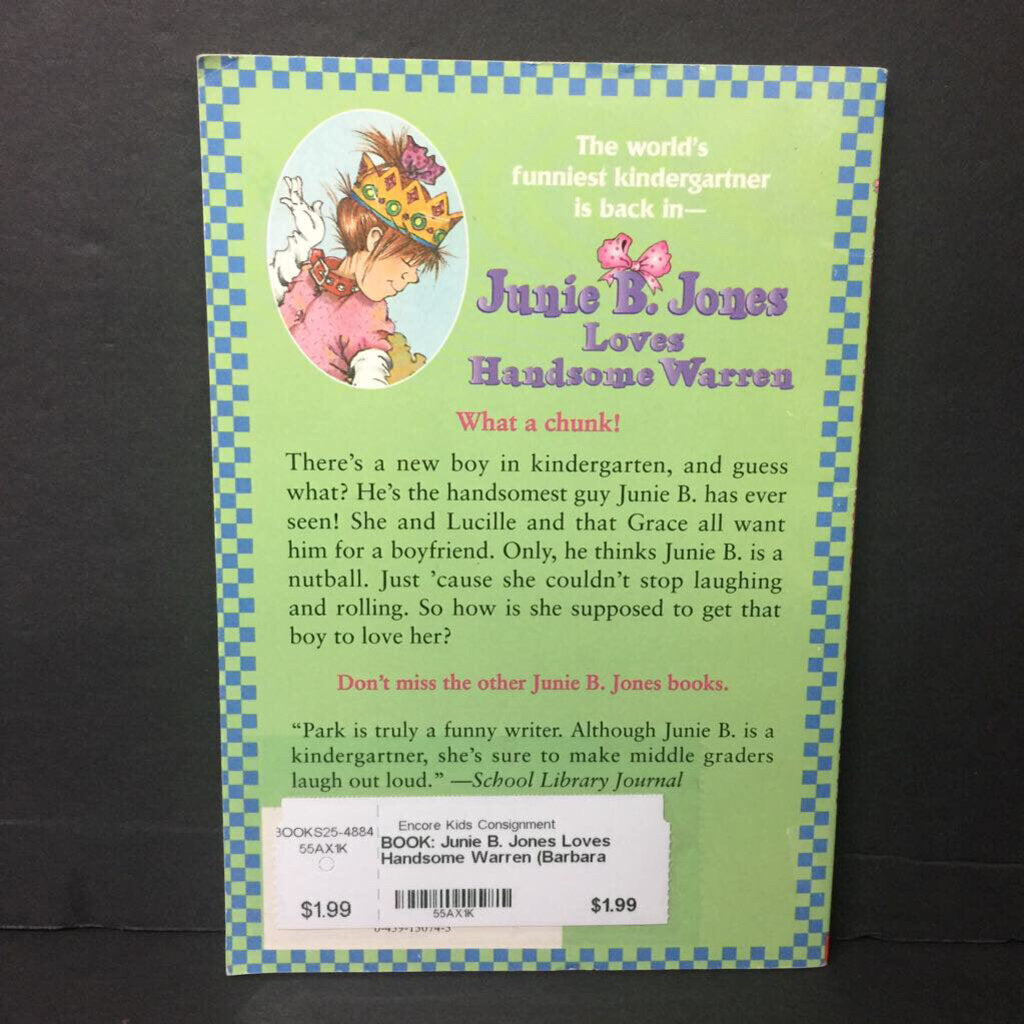 The world's
funniest kindergartner
is back in—
Junie B. Jones
Loves
Handsome Warren
What a chunk!
There's a new boy in kindergarten, and guess
what? He's the handsomest guy Junie B. has ever
seen! She and Lucille and that Grace all want
him for a boyfriend. Only, he thinks Junie B. is a
nutball. Just 'cause she couldn't stop laughing
and rolling. So how is she supposed to get that
boy to love her?
Don't miss the other Junie B. Jones books.
“Park is truly a funny writer. Although Junie B. is a
kindergartner, she's sure to make middle graders
laugh out loud.” —School Library Journal
BOOKS25-4884
55AX1K
$1.99
Encore Kids Consignment
BOOK: Junie B. Jones Loves
Handsome Warren (Barbara
55AX1K
$1.99